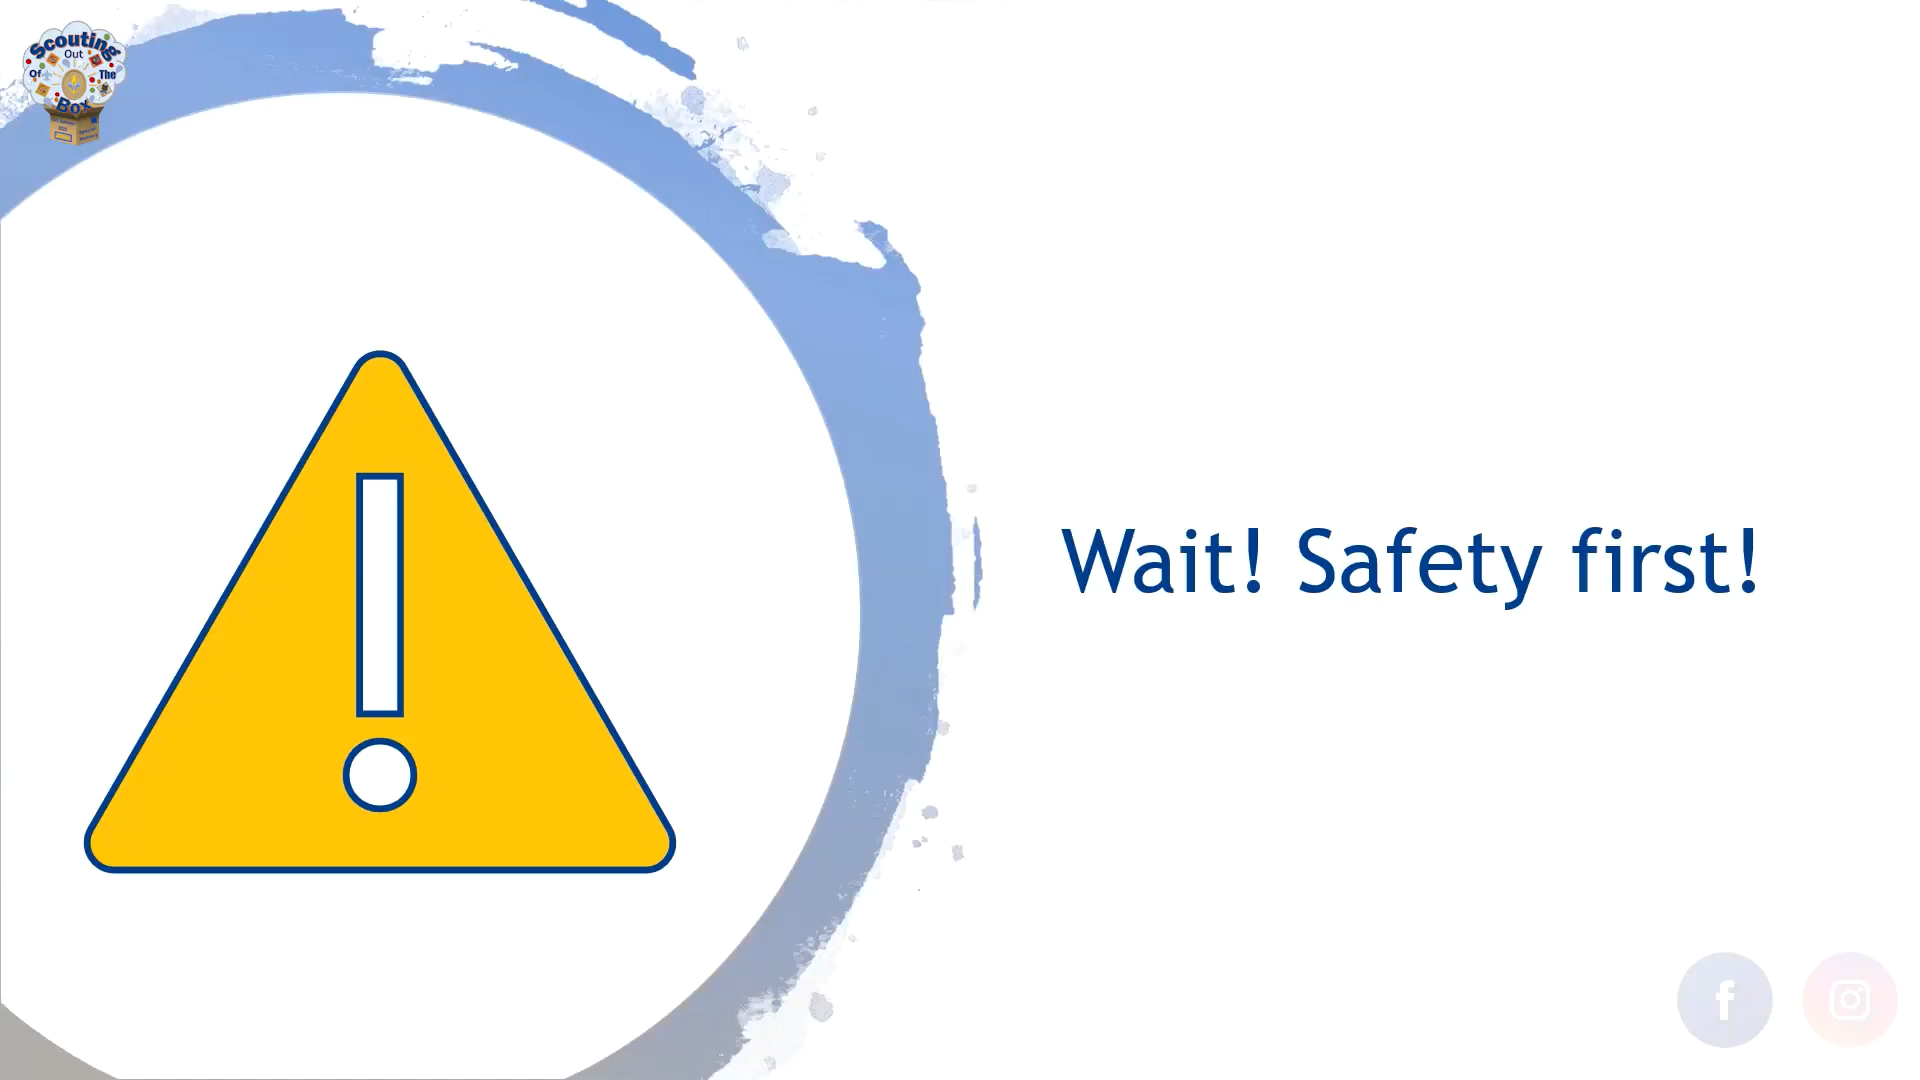 Scouting
Out
Of The
Box
Wait! Safety first!